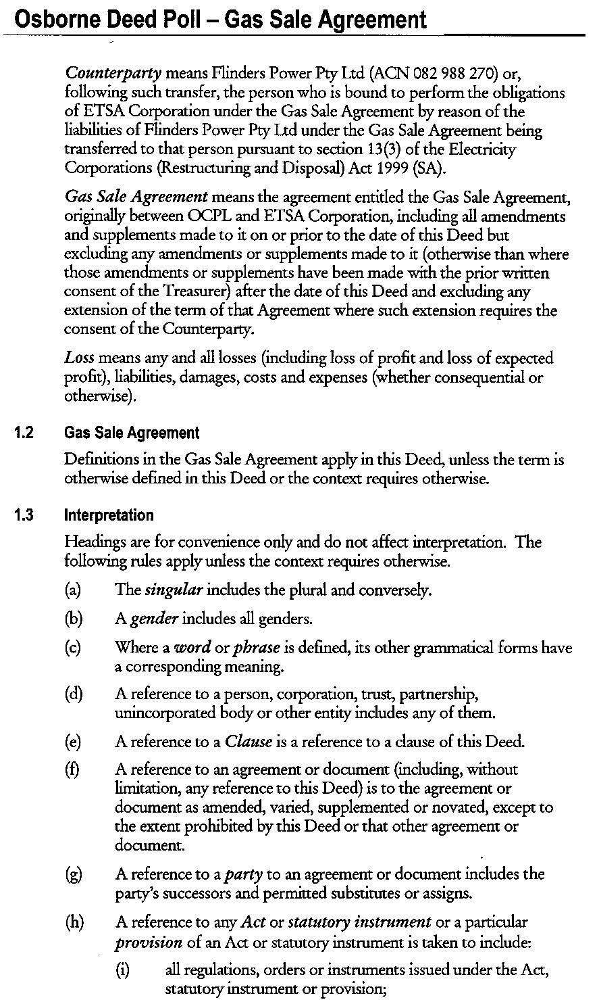 Osborne Deed Poll – Gas Sale Agreement
Counterparty means Flinders Power Pty Ltd (ACN 082 988 270) or,
following such transfer, the person who is bound to perform the obligations
of ETSA Corporation under the Gas Sale Agreement by reason of the
liabilities of Flinders Power Pty Ltd under the Gas Sale Agreement being
transferred to that person pursuant to section 13(3) of the Electricity
Corporations (Restructuring and Disposal) Act 1999 (SA).
Gas Sale Agreement means the agreement entitled the Gas Sale Agreement,
originally between OCPL and ETSA Corporation, including all amendments
and supplements made to it on or prior to the date of this Deed but
excluding any amendments or supplements made to it (otherwise than where
those amendments or supplements have been made with the prior written
consent of the Treasurer) after the date of this Deed and excluding any
extension of the term of that Agreement where such extension requires the
consent of the Counterparty.
Loss means any and all losses (including loss of profit and loss of expected
profit), liabilities, damages, costs and expenses (whether consequential or
otherwise).
1.2 Gas Sale Agreement
Definitions in the Gas Sale Agreement apply in this Deed, unless the term is
otherwise defined in this Deed or the context requires otherwise.
1.3 Interpretation
Headings are for convenience only and do not affect interpretation. The
following rules apply unless the context requires otherwise.
(a) The singular includes the plural and conversely.
(b) A gender includes all genders.
(c) Where a word or phrase is defined, its other grammatical forms have
a corresponding meaning.
(d) A reference to a person, corporation, trust, partnership,
unincorporated body or other entity includes any of them.
(e) A reference to a Clause is a reference to a clause of this Deed.
(f) A reference to an agreement or document (including, without
limitation, any reference to this Deed) is to the agreement or
document as amended, varied, supplemented or novated, except to
the extent prohibited by this Deed or that other agreement or
document.
(g) A reference to a party to an agreement or document includes the
party's successors and permitted substitutes or assigns.
(h) A reference to any Act or statutory instrument or a particular
provision of an Act or statutory instrument is taken to include:
(i) all regulations, orders or instruments issued under the Act,
statutory instrument or provision;